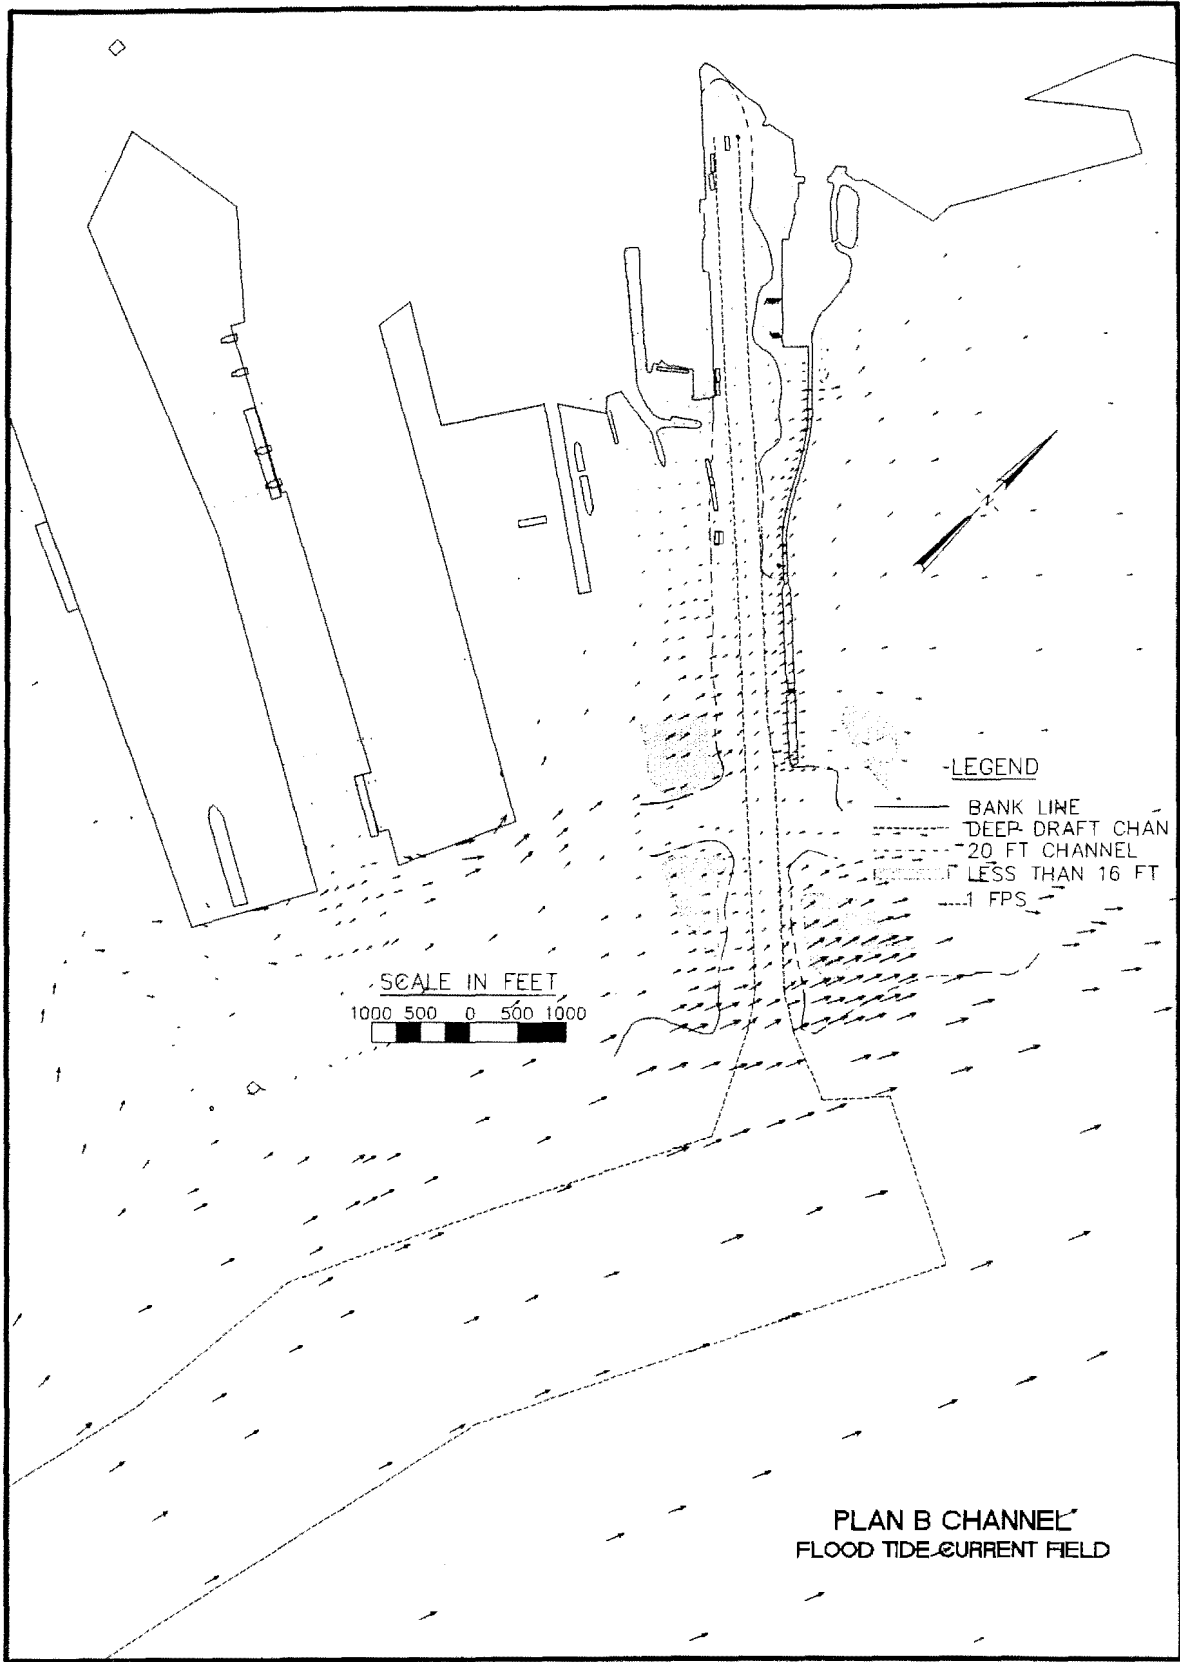 LEGEND
BANK LINE
DEEP DRAFT CHAN
20 FT CHANNEL
LESS THAN 16 FT
1 FPS
SCALE IN FEET
1000 500 0 500 1000
PLAN B CHANNEL
FLOOD TIDE CURRENT FIELD